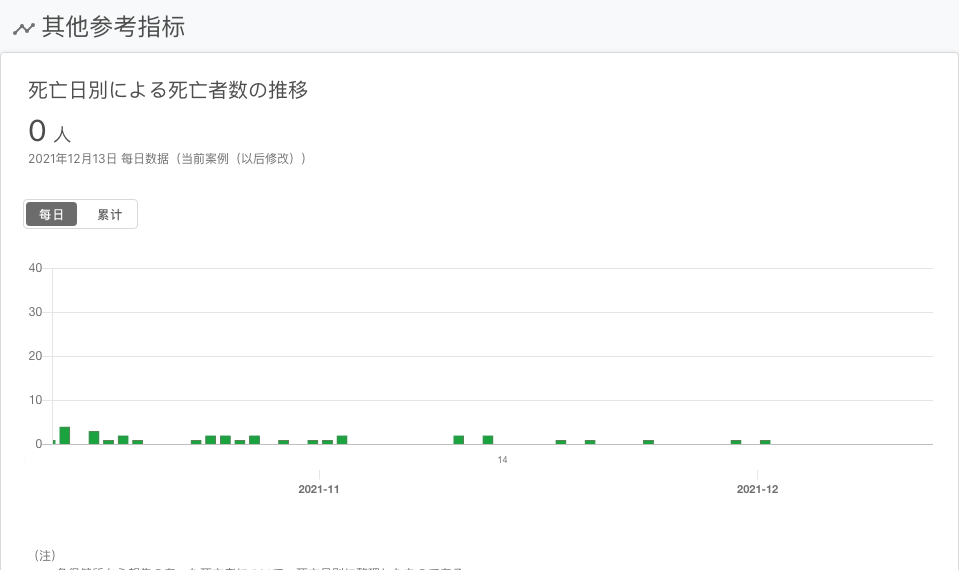 其他参考指标
死亡日別による死亡者数の推移
0 人
2021年12月13日 每日数据（当前案例（以后修改））
每日 累计
40
30
20
10
0
14
2021-11 2021-12
（注）